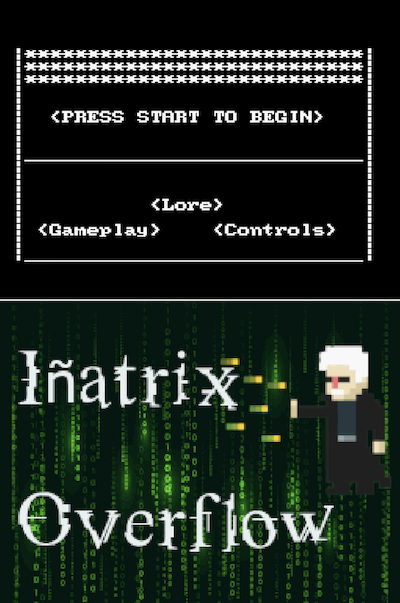 <PRESS START TO BEGIN>
<Lore>
<Gameplay> <Controls>
Iñatrix
Overflow